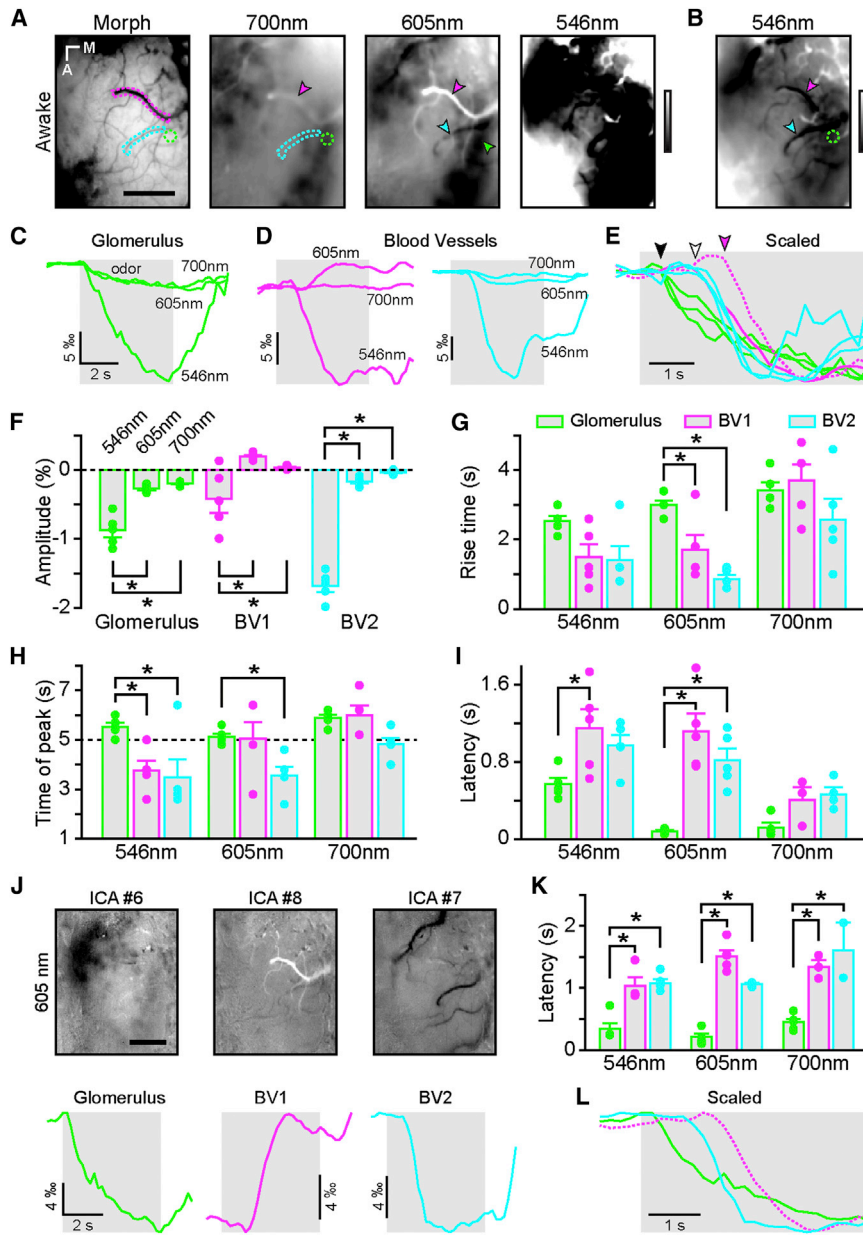 A Morph 700nm 605nm 546nm B 546nm
M
A
Awake
C Glomerulus D Blood Vessels E Scaled
odor 700nm
605nm
546nm
5 ‰
2 s
605nm
700nm
546nm
5 ‰
700nm
605nm
546nm
5 ‰
1 s
F
546nm 605nm 700nm
Amplitude (%)
0
-1
-2
* * * * * *
Glomerulus BV1 BV2
G Glomerulus BV1 BV2
Rise time (s)
6
4
2
0
* *
546nm 605nm 700nm
H
Time of peak (s)
7
5
3
1
* * *
546nm 605nm 700nm
I
Latency (s)
1.6
0.8
0
* * *
546nm 605nm 700nm
J ICA #6 ICA #8 ICA #7
605 nm
K
Latency (s)
2
1
0
* * * * * *
546nm 605nm 700nm
Glomerulus BV1 BV2
4 ‰
2 s
4 ‰
4 ‰
L Scaled
1 s